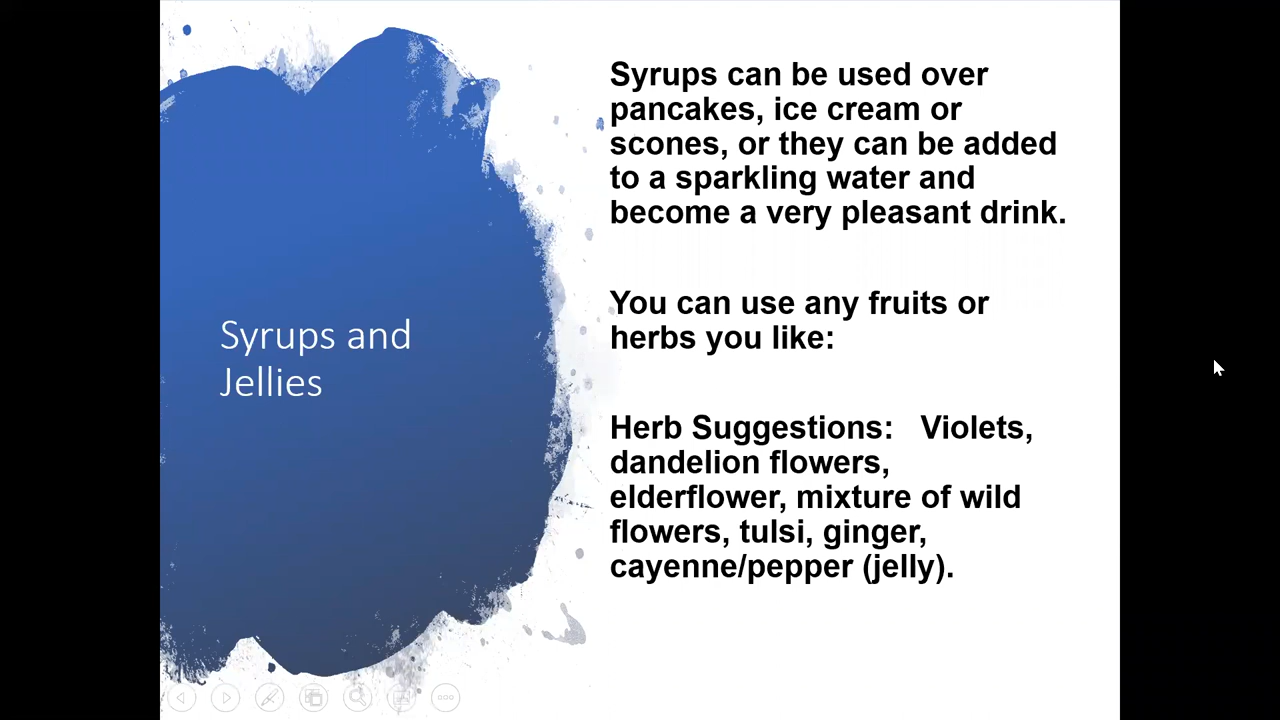 Syrups and
Jellies
Syrups can be used over
pancakes, ice cream or
scones, or they can be added
to a sparkling water and
become a very pleasant drink.
You can use any fruits or
herbs you like:
Herb Suggestions:   Violets,
dandelion flowers,
elderflower, mixture of wild
flowers, tulsi, ginger,
cayenne/pepper (jelly).